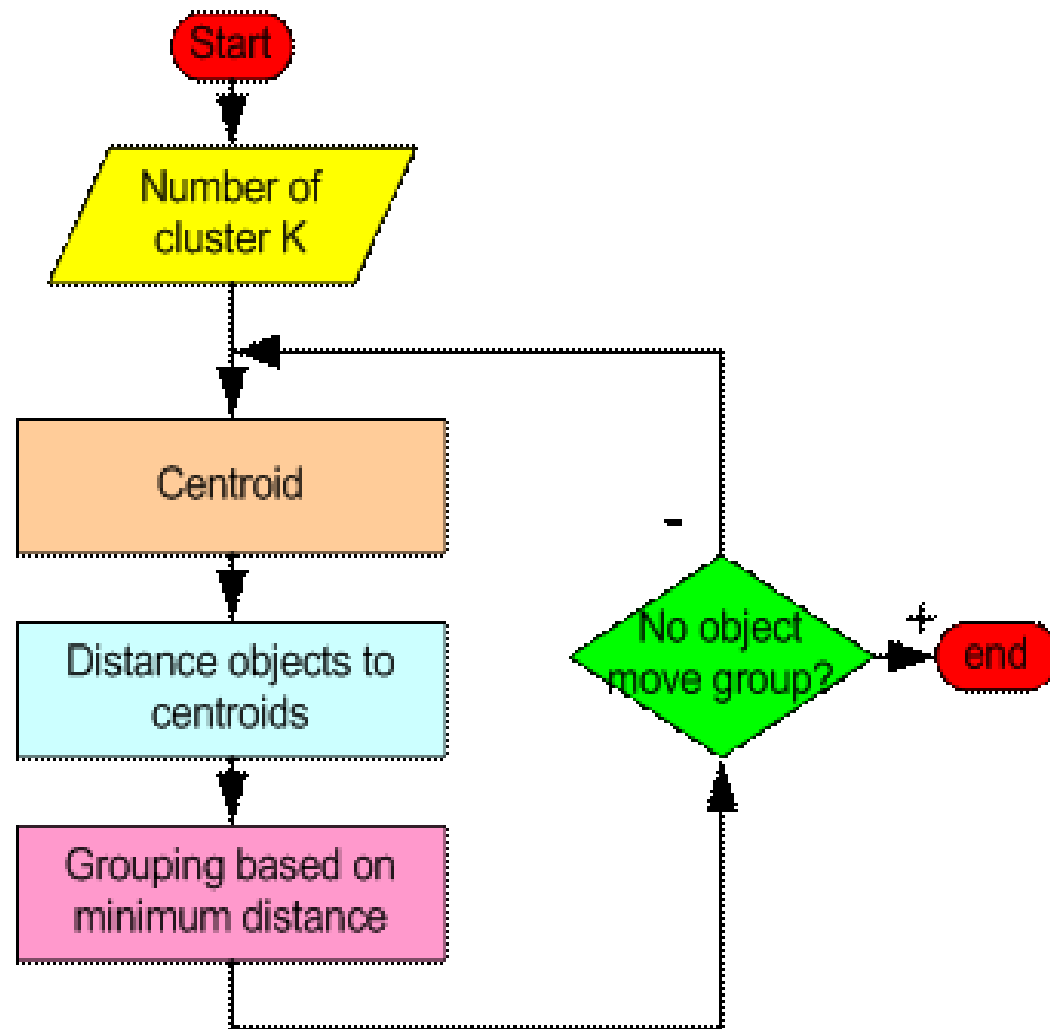 Start
Number of
cluster K
Centroid
Distance objects to
centroids
Grouping based on
minimum distance
-
No object
move group?
+
end